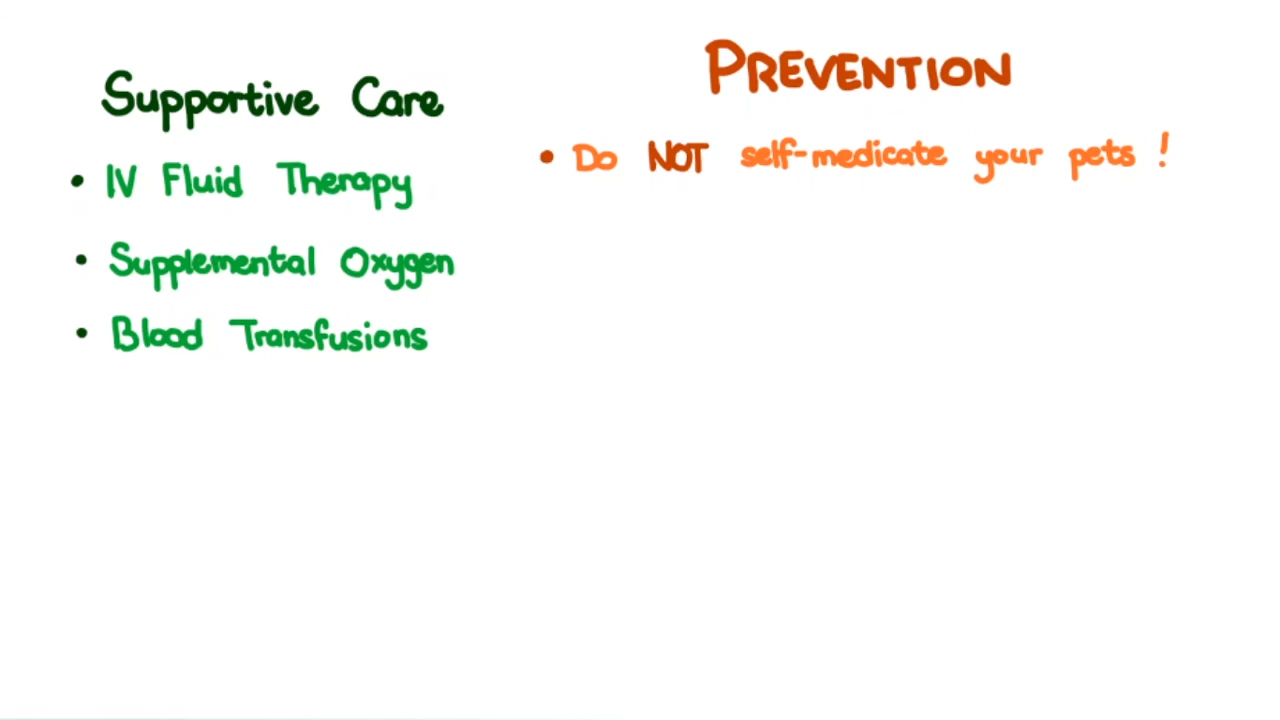 Supportive Care
• IV Fluid Therapy
• Supplemental Oxygen
• Blood Transfusions
PREVENTION
• Do NOT self-medicate your pets !